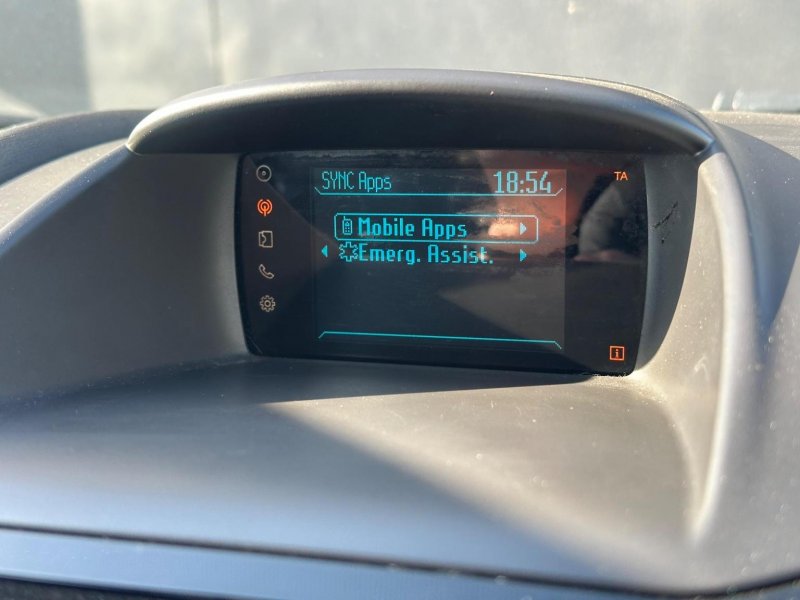 SYNC Apps 18:54 TA
Mobile Apps
Emerg. Assist.
i